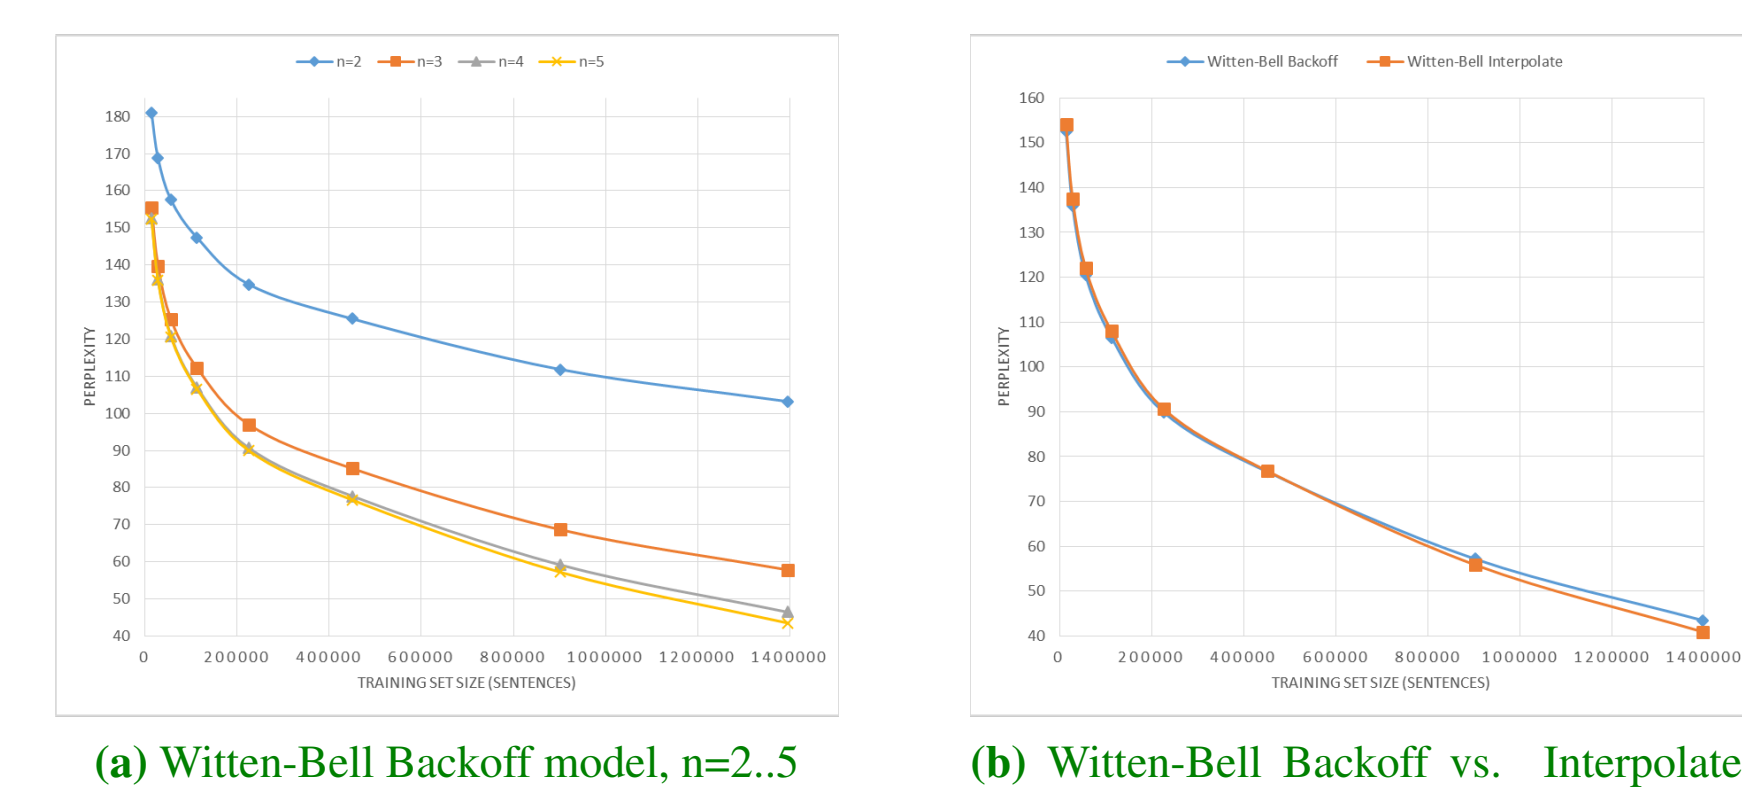 n=2 n=3 n=4 n=5
180
170
160
150
140
130
120
110
100
90
80
70
60
50
40
PERPLEXITY
0 200000 400000 600000 800000 1000000 1200000 1400000
TRAINING SET SIZE (SENTENCES)
(a) Witten-Bell Backoff model, n=2..5
Witten-Bell Backoff Witten-Bell Interpolate
160
150
140
130
120
110
100
90
80
70
60
50
40
PERPLEXITY
0 200000 400000 600000 800000 1000000 1200000 1400000
TRAINING SET SIZE (SENTENCES)
(b) Witten-Bell Backoff vs. Interpolate